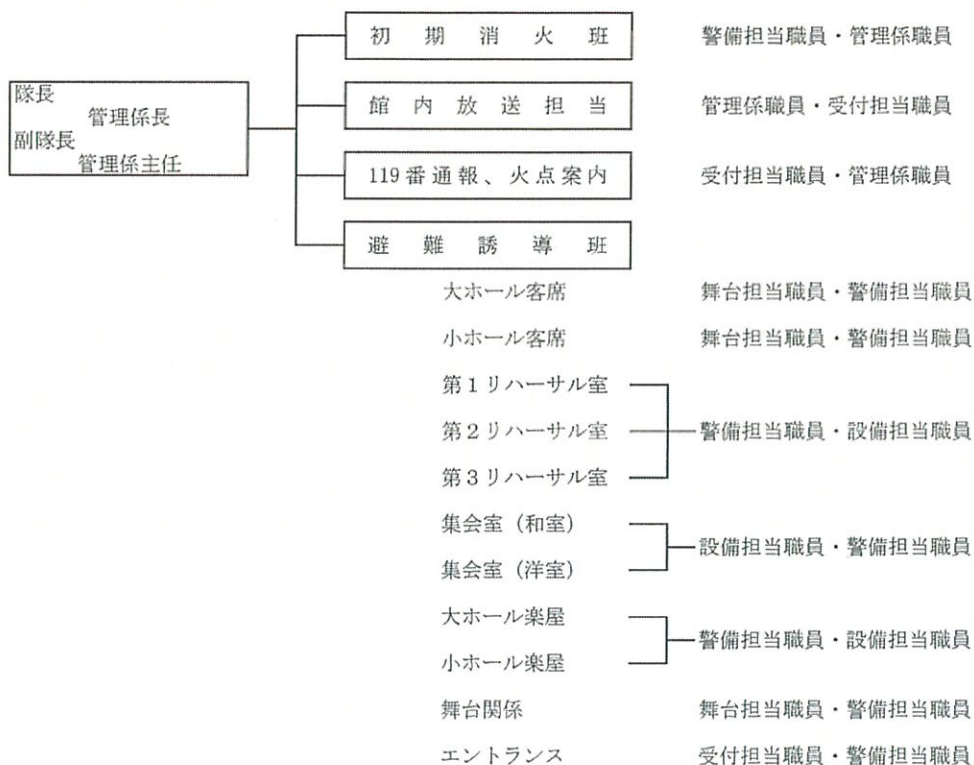 初期消火班 警備担当職員・管理係職員
隊長
管理係長
副隊長
管理係主任
館内放送担当 管理係職員・受付担当職員
119番通報、火点案内 受付担当職員・管理係職員
避難誘導班
大ホール客席 舞台担当職員・警備担当職員
小ホール客席 舞台担当職員・警備担当職員
第1リハーサル室
第2リハーサル室 警備担当職員・設備担当職員
第3リハーサル室
集会室（和室）
設備担当職員・警備担当職員
集会室（洋室）
大ホール楽屋
警備担当職員・設備担当職員
小ホール楽屋
舞台関係 舞台担当職員・警備担当職員
エントランス 受付担当職員・警備担当職員